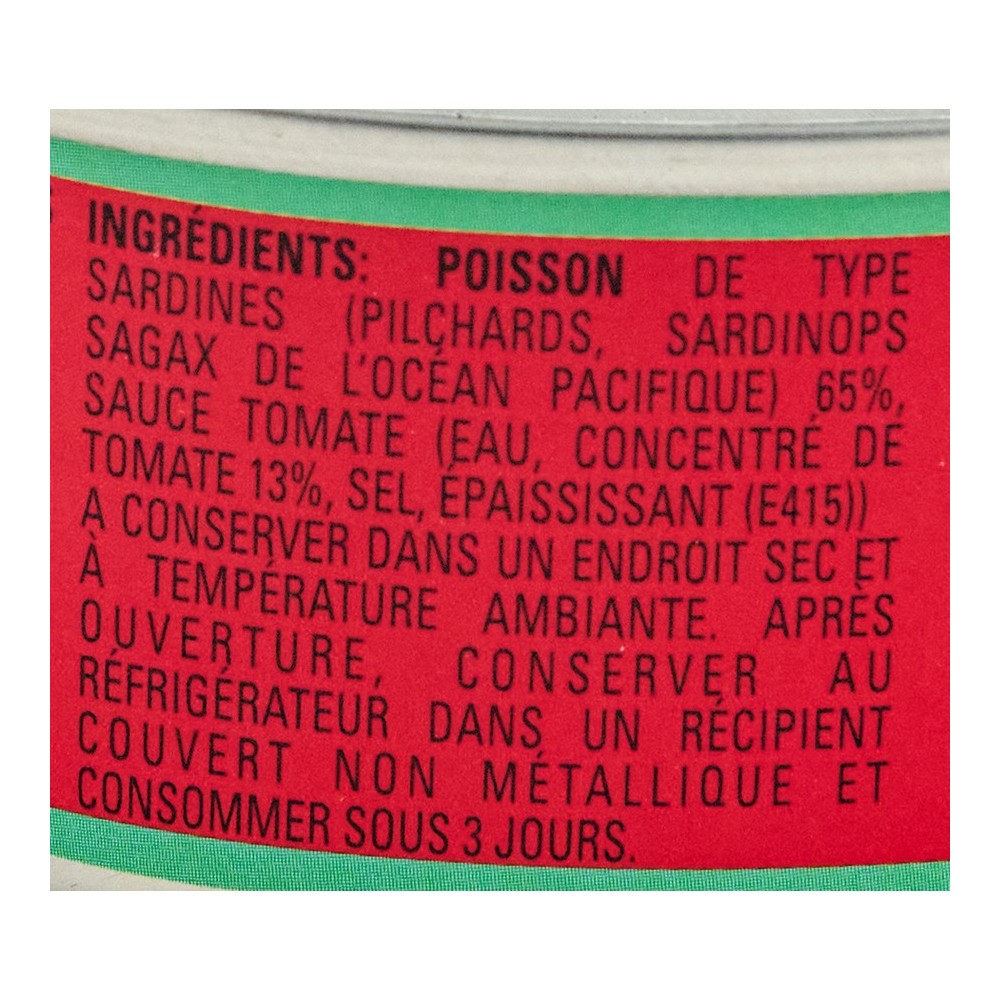 INGRÉDIENTS: POISSON DE TYPE
SARDINES (PILCHARDS, SARDINOPS
SAGAX DE L'OCÉAN PACIFIQUE) 65%,
SAUCE TOMATE (EAU, CONCENTRÉ DE
TOMATE 13%, SEL, ÉPAISSISSANT (E415))
A CONSERVER DANS UN ENDROIT SEC ET
À TEMPÉRATURE AMBIANTE. APRÈS
OUVERTURE, CONSERVER AU
RÉFRIGÉRATEUR DANS UN RÉCIPIENT
COUVERT NON MÉTALLIQUE ET
CONSOMMER SOUS 3 JOURS.